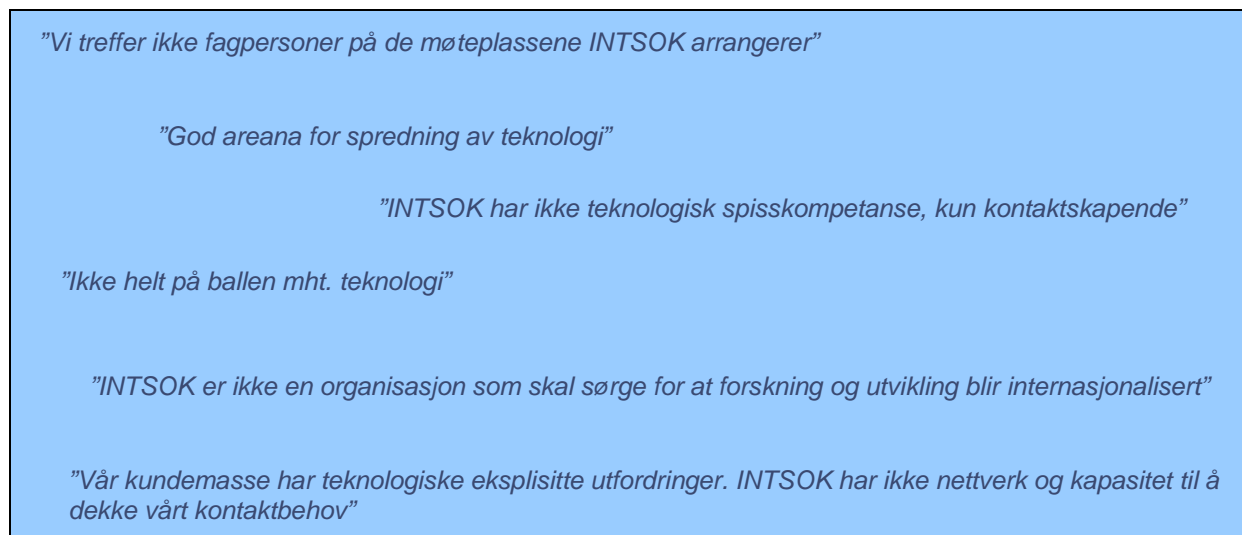 ”Vi treffer ikke fagpersoner på de møteplassene INTSOK arrangerer”
”God areana for spredning av teknologi”
”INTSOK har ikke teknologisk spisskompetanse, kun kontaktskapende”
”Ikke helt på ballen mht. teknologi”
”INTSOK er ikke en organisasjon som skal sørge for at forskning og utvikling blir internasjonalisert”
”Vår kundemasse har teknologiske eksplisitte utfordringer. INTSOK har ikke nettverk og kapasitet til å
dekke vårt kontaktbehov”